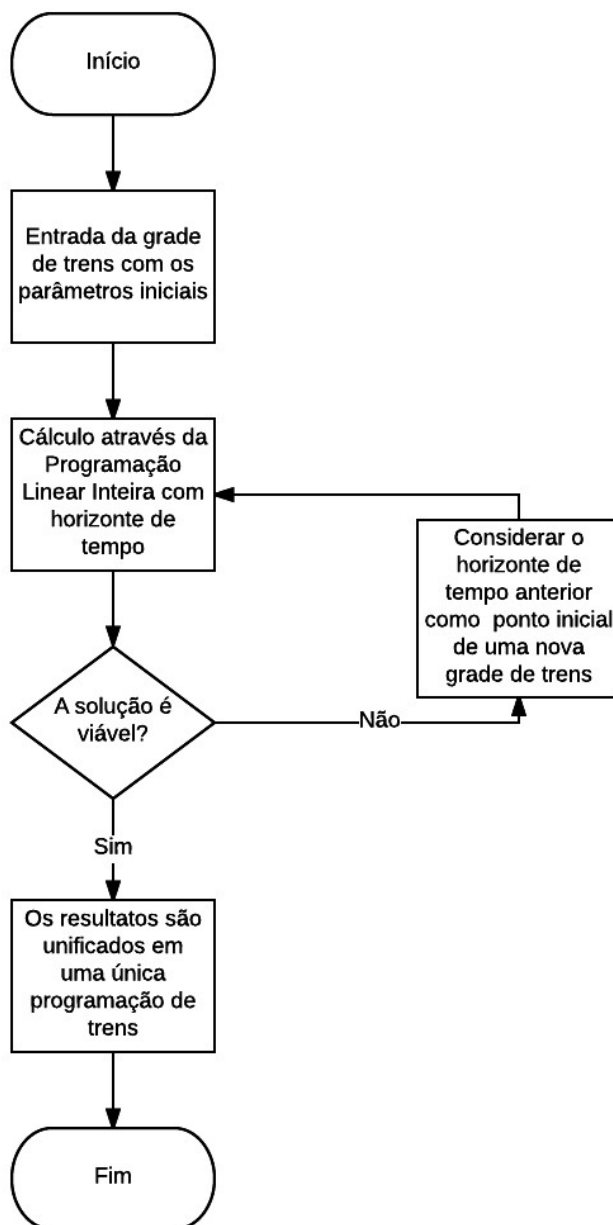 Início
Entrada da grade
de trens com os
parâmetros iniciais
Cálculo através da
Programação
Linear Inteira com
horizonte de
tempo
Considerar o
horizonte de
tempo anterior
como ponto inicial
de uma nova
grade de trens
A solução é
viável?
Não
Sim
Os resultatos são
unificados em
uma única
programação de
trens
Fim